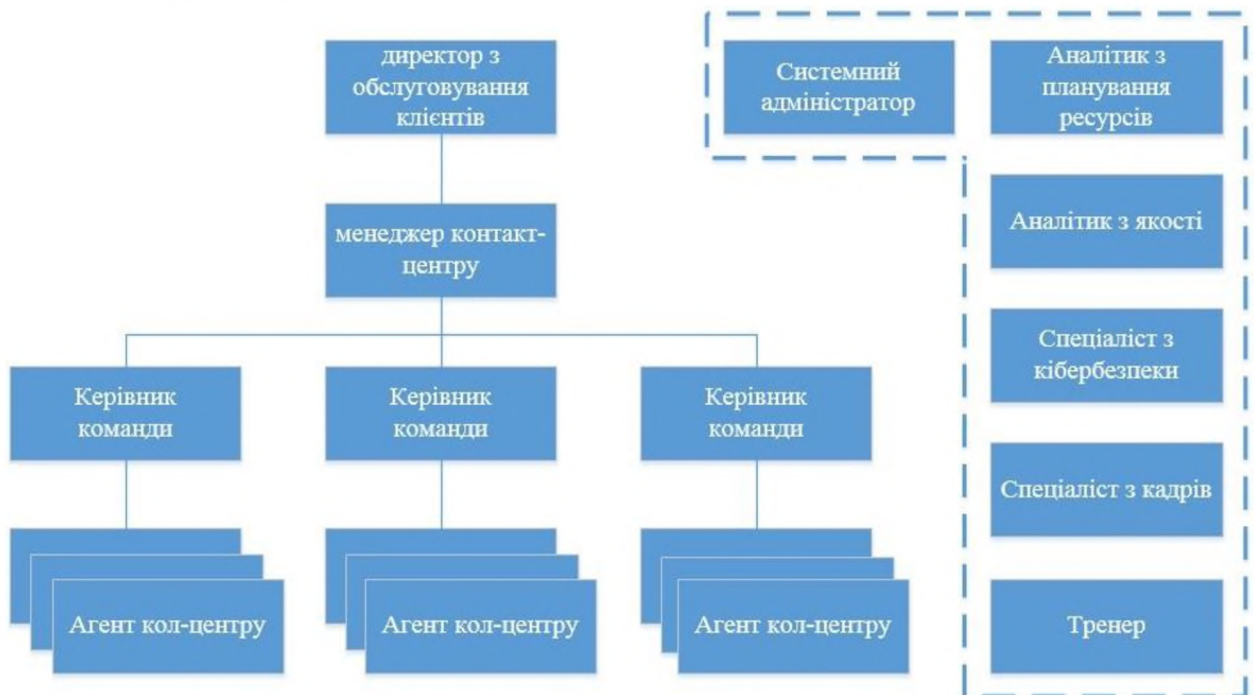 директор з
обслуговування
клієнтів
менеджер контакт-
центру
Керівник
команди
Керівник
команди
Керівник
команди
Агент кол-центру
Агент кол-центру
Агент кол-центру
Системний
адміністратор
Аналітик з
планування
ресурсів
Аналітик з якості
Спеціаліст з
кібербезпеки
Спеціаліст з кадрів
Тренер